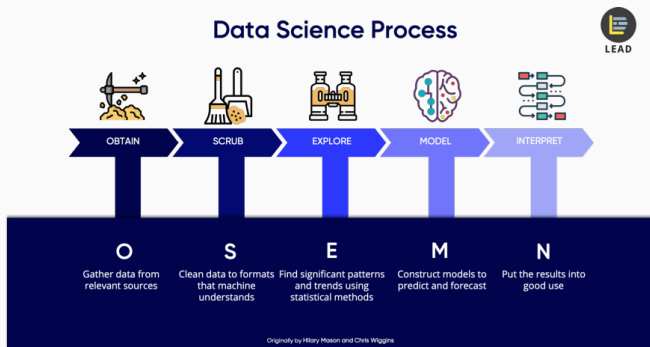 Data Science Process
LEAD
OBTAIN
SCRUB
EXPLORE
MODEL
INTERPRET
O
S
E
M
N
Gather data from
relevant sources
Clean data to formats
that machine
understands
Find significant patterns
and trends using
statistical methods
Construct models to
predict and forecast
Put the results into
good use
Originally by Hilary Mason and Chris Wiggins